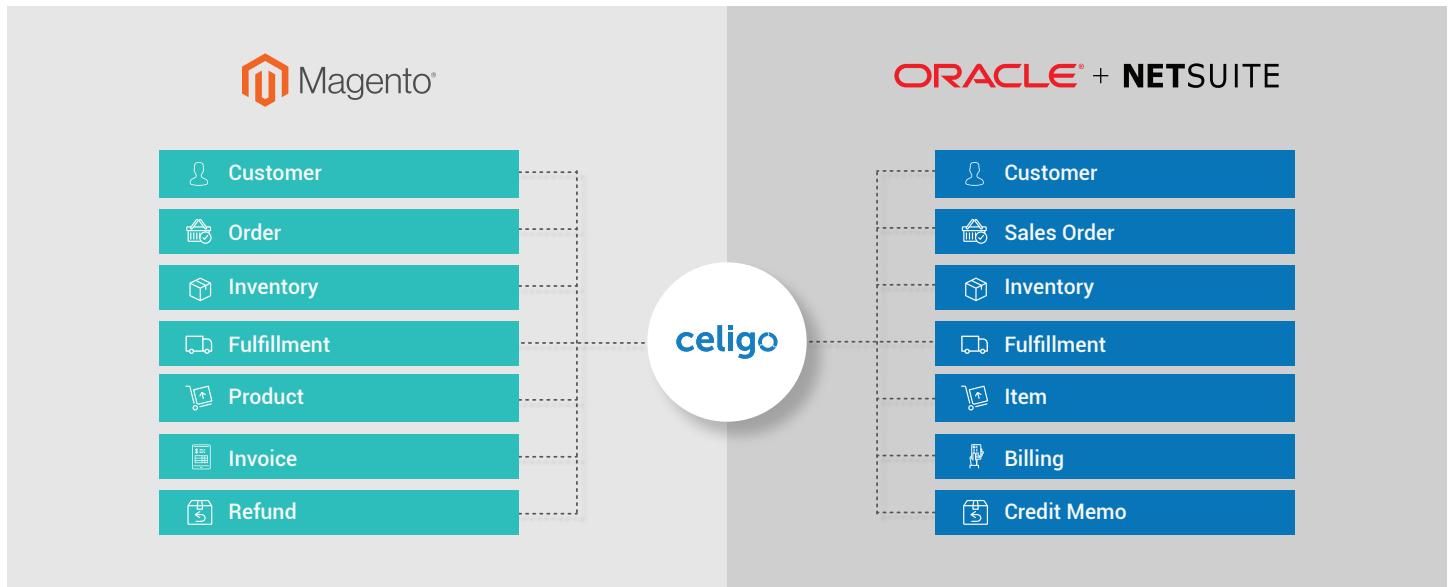 Magento®
ORACLE® + NETSUITE
Customer
Order
Inventory
Fulfillment
Product
Invoice
Refund
celigo
Customer
Sales Order
Inventory
Fulfillment
Item
Billing
Credit Memo